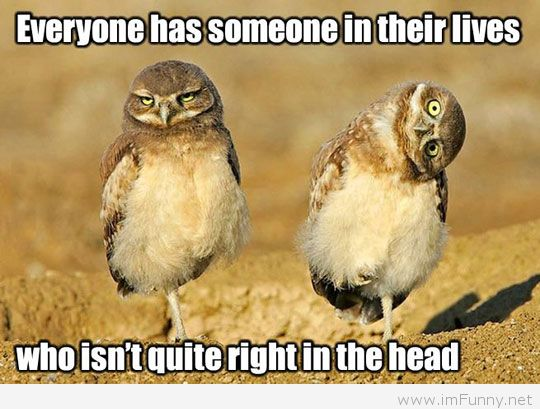 Everyone has someone in their lives
who isn't quite right in the head
www.imFunny.net